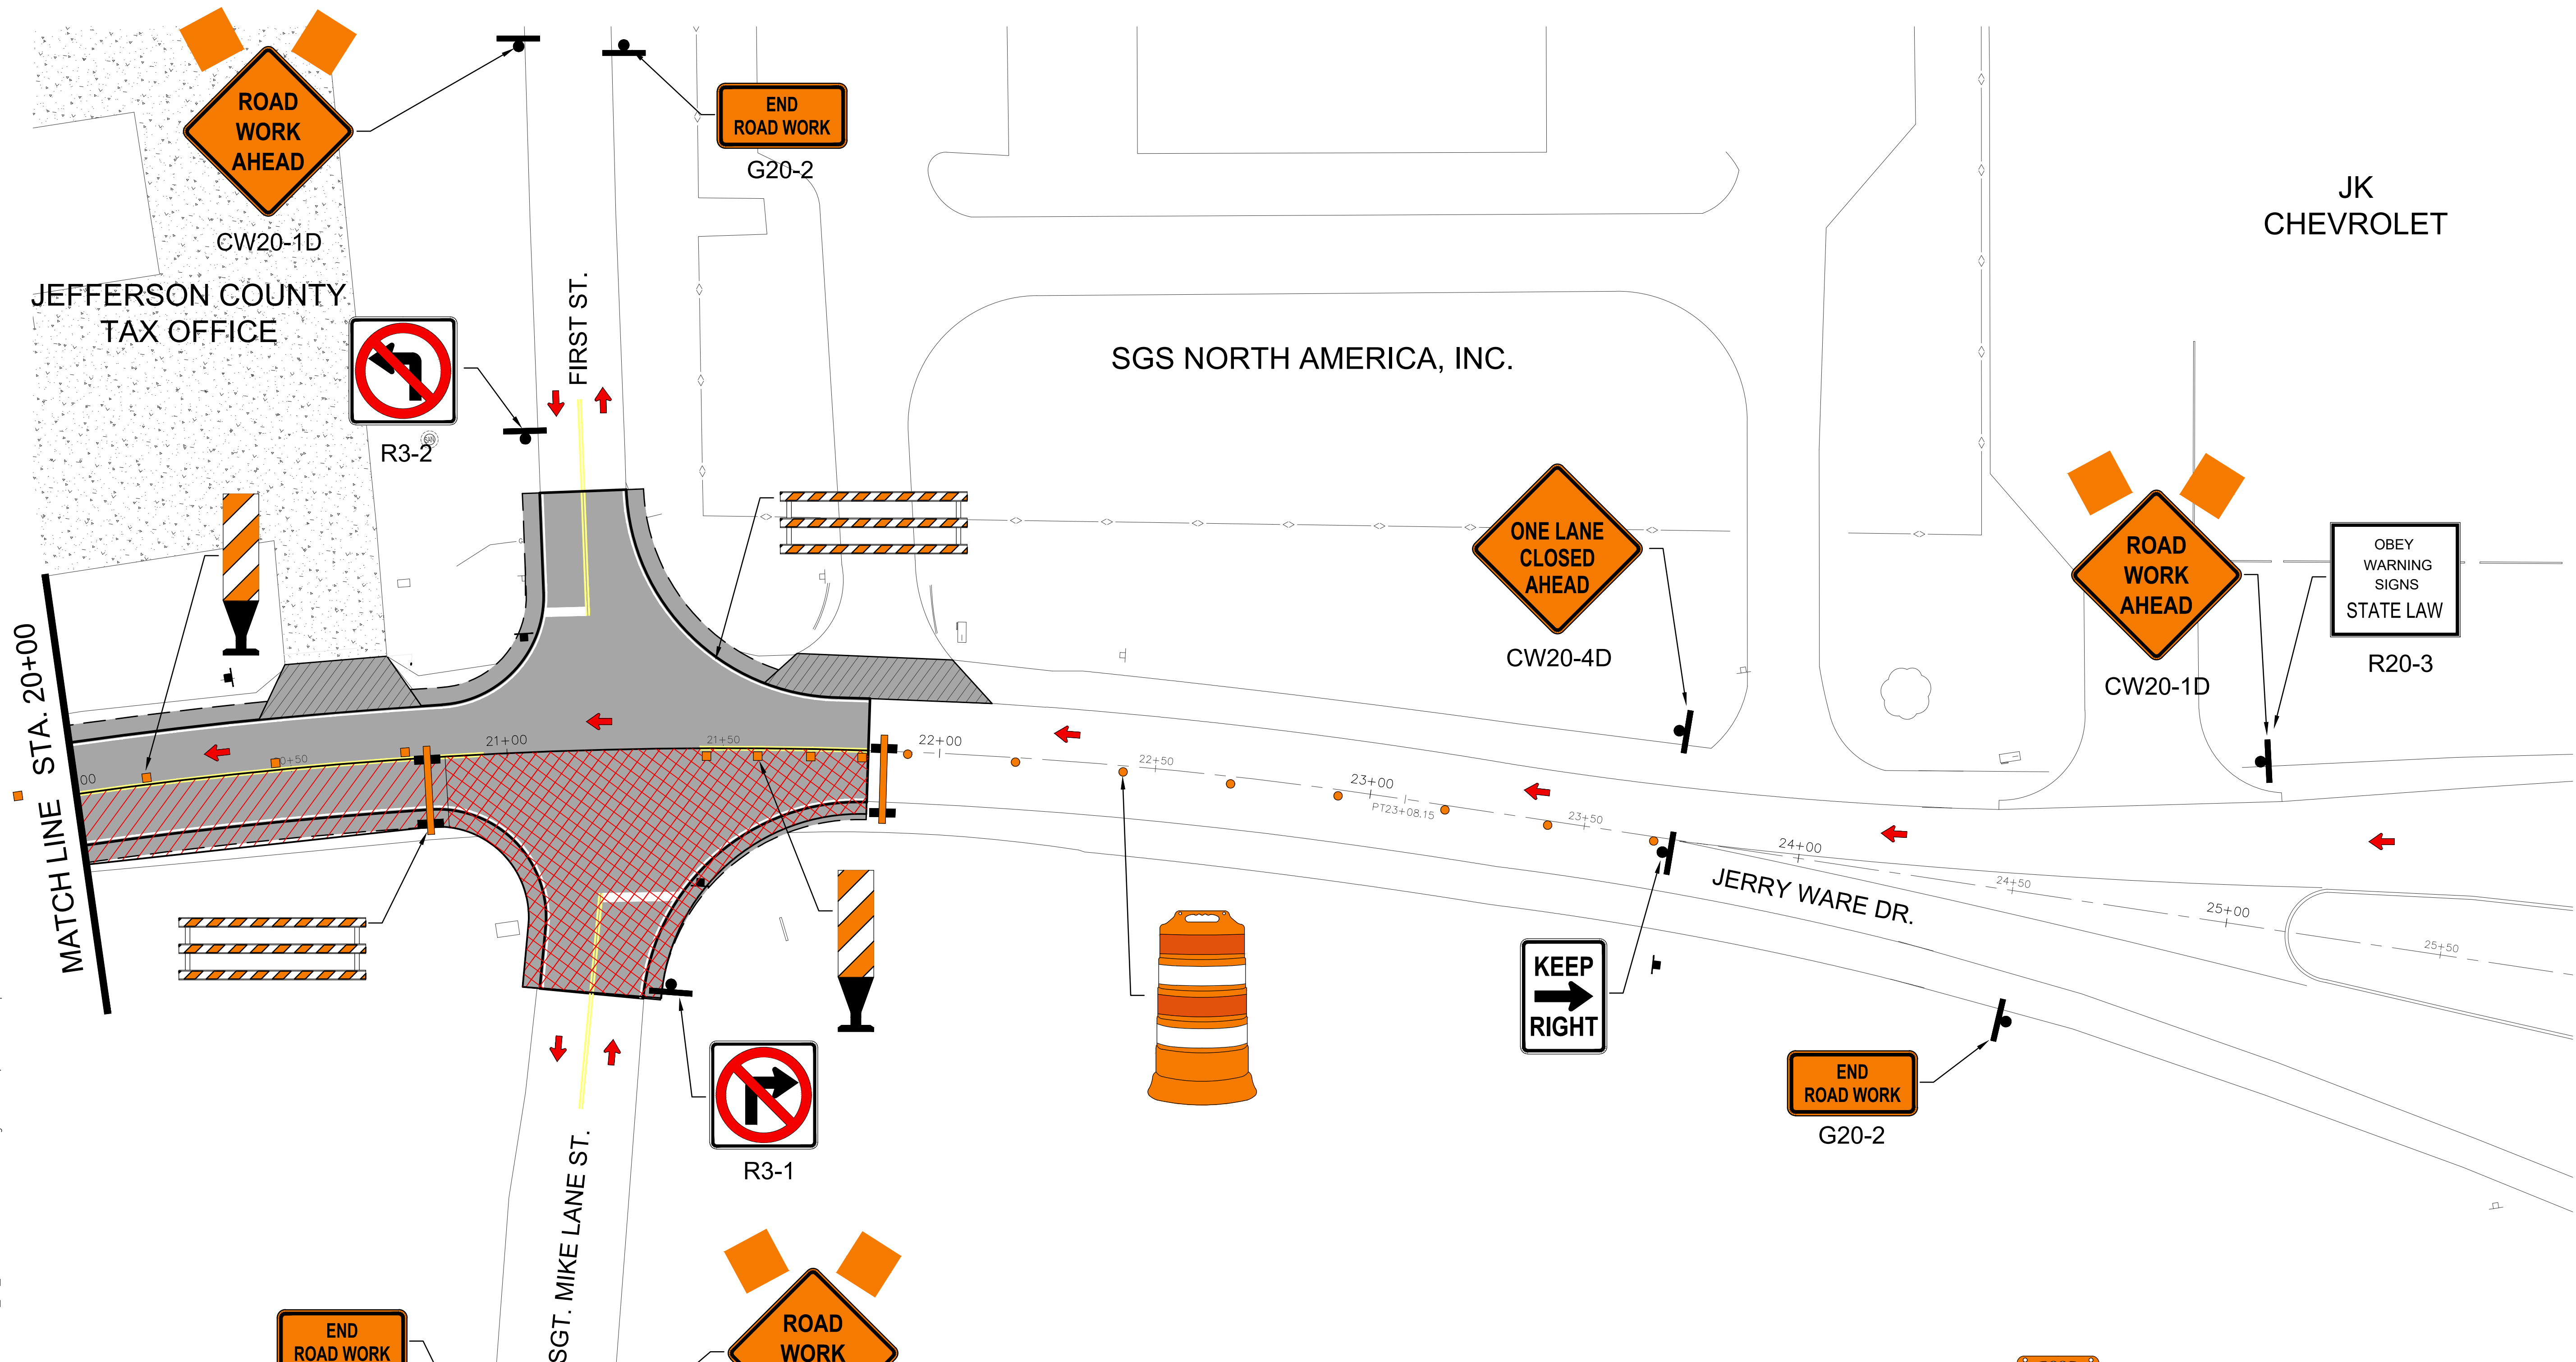 ROAD
WORK
AHEAD
CW20-1D
END
ROAD WORK
G20-2
JK
CHEVROLET
JEFFERSON COUNTY
TAX OFFICE
FIRST ST.
R3-2
SAN
SGS NORTH AMERICA, INC.
ONE LANE
CLOSED
AHEAD
CW20-4D
ROAD
WORK
AHEAD
CW20-1D
OBEY
WARNING
SIGNS
STATE LAW
R20-3
MATCH LINE STA. 20+00
00
20+50
21+00
21+50
22+00
22+50
23+00
PT23+08.15
23+50
24+00
24+50
25+00
25+50
JERRY WARE DR.
KEEP
RIGHT
END
ROAD WORK
G20-2
R3-1
SGT. MIKE LANE ST.
END
ROAD WORK
ROAD
WORK